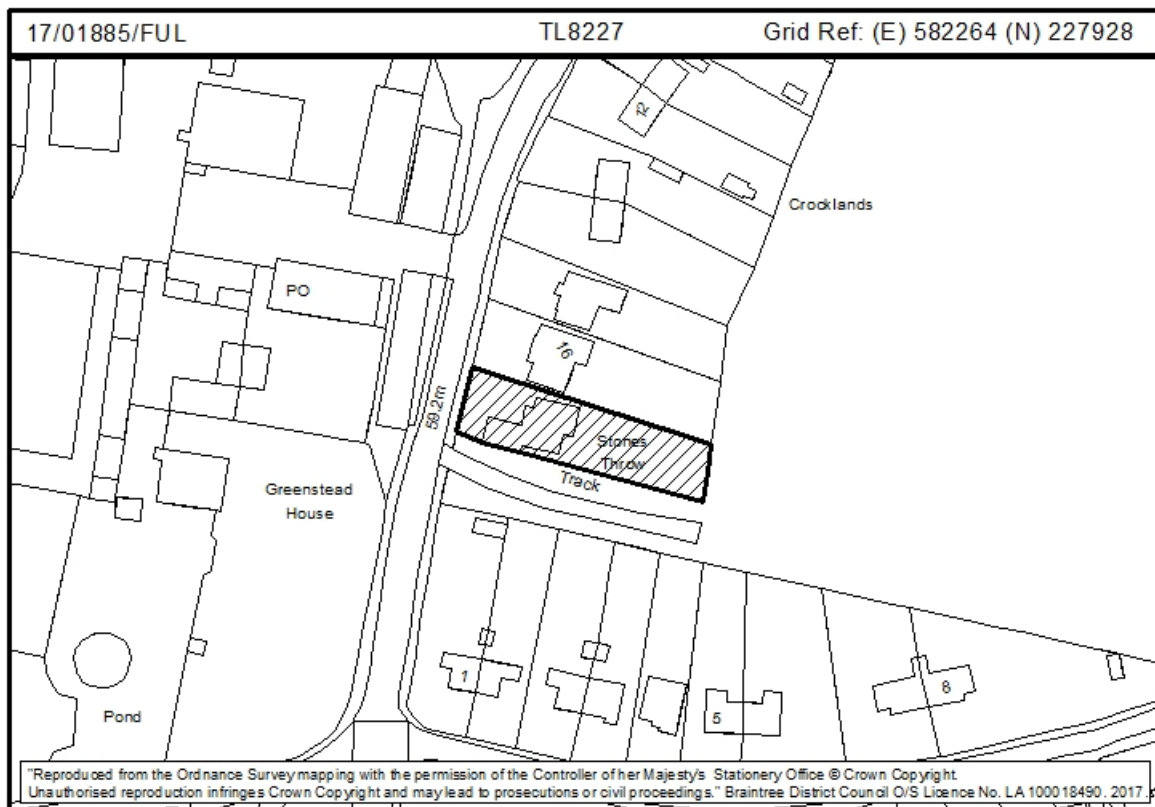 17/01885/FUL TL8227 Grid Ref: (E) 582264 (N) 227928
12
Crocklands
PO
16
59.2m
Stones
Throw
Track
Greenstead
House
1
5
8
Pond
"Reproduced from the Ordnance Survey mapping with the permission of the Controller of her Majesty's Stationery Office © Crown Copyright.
Unauthorised reproduction infringes Crown Copyright and may lead to prosecutions or civil proceedings." Braintree District Council O/S Licence No. LA 100018490. 2017.